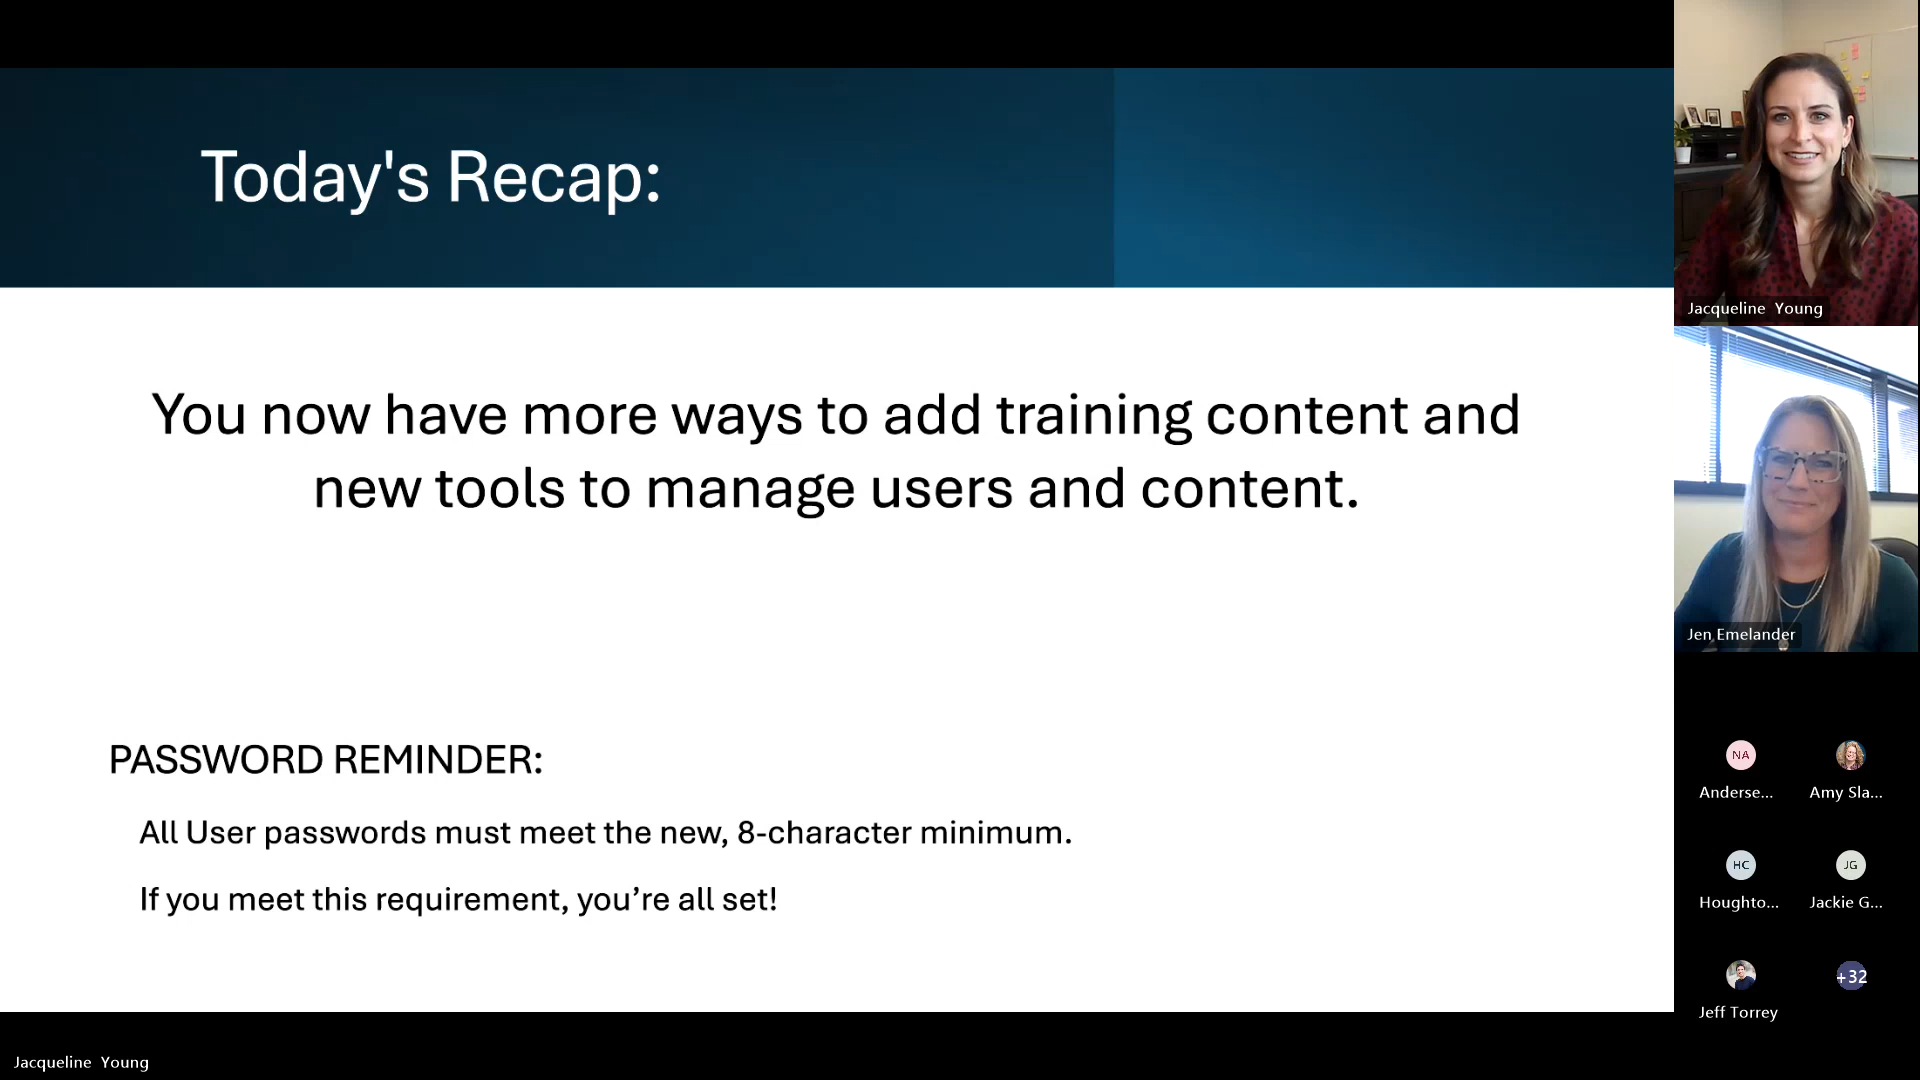 Today's Recap:
You now have more ways to add training content and
new tools to manage users and content.
PASSWORD REMINDER:
All User passwords must meet the new, 8-character minimum.
If you meet this requirement, you’re all set!
Jacqueline Young
Jen Emelander
NA
Anderse...
Amy Sla...
HC
Houghto...
JG
Jackie G...
Jeff Torrey
+32
Jacqueline Young